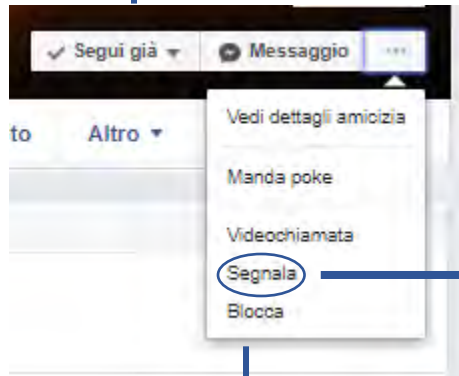 Segui già Messaggio ...
to Altro
Vedi dettagli amicizia
Manda poke
Videochiamata
Segnala
Blocca